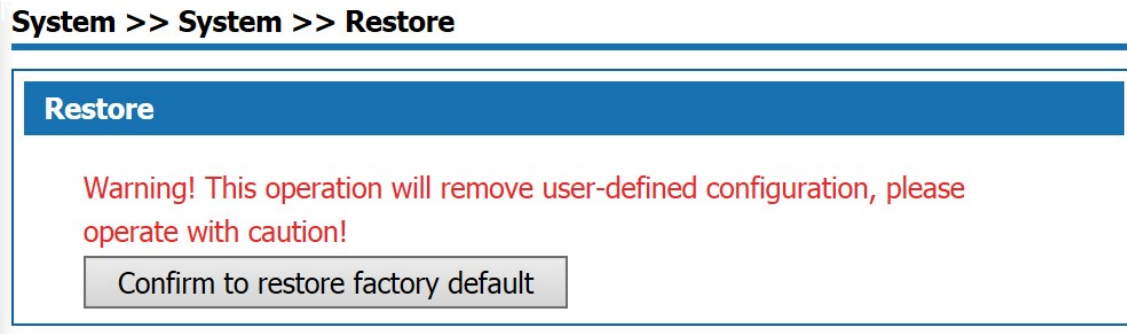 System >> System >> Restore
Restore
Warning! This operation will remove user-defined configuration, please
operate with caution!
Confirm to restore factory default